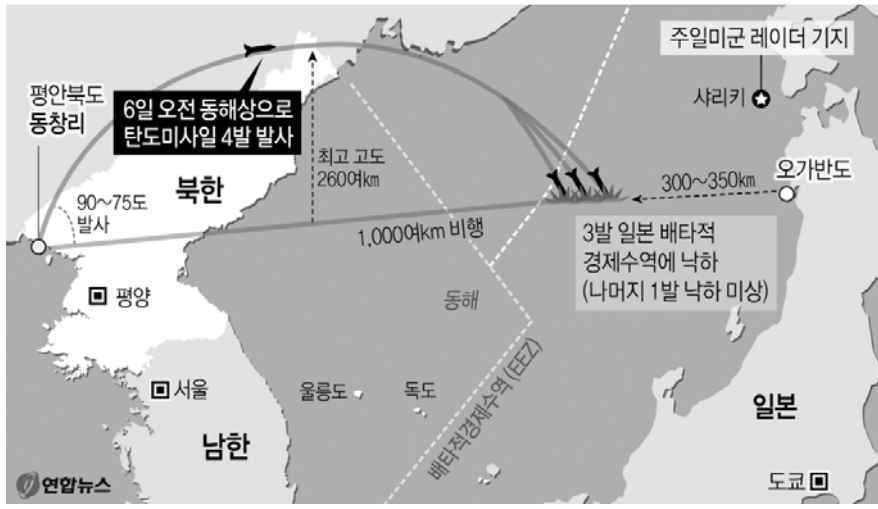 주일미군 레이더 기지
샤리키
평안북도
동창리
6일 오전 동해상으로
탄도미사일 4발 발사
최고 고도
260여㎞
북한
90~75도
발사
1,000여km 비행
300~350㎞
오가반도
3발 일본 배타적
경제수역에 낙하
(나머지 1발 낙하 미상)
평양
동해
서울
울릉도
독도
배타적경제수역(EEZ)
일본
남한
도쿄
연합뉴스